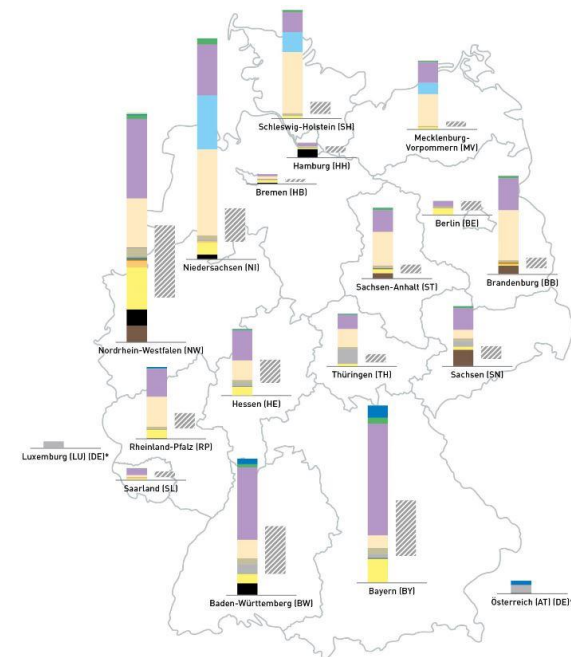 Schleswig-Holstein (SH)
Mecklenburg-
Vorpommern (MV)
Hamburg (HH)
Bremen (HB)
Berlin (BE)
Niedersachsen (NI)
Sachsen-Anhalt (ST)
Brandenburg (BB)
Nordrhein-Westfalen (NW)
Thüringen (TH)
Sachsen (SN)
Hessen (HE)
Rheinland-Pfalz (RP)
Luxemburg (LU) (DE)*
Saarland (SL)
Baden-Württemberg (BW)
Bayern (BY)
Österreich (AT) (DE)*